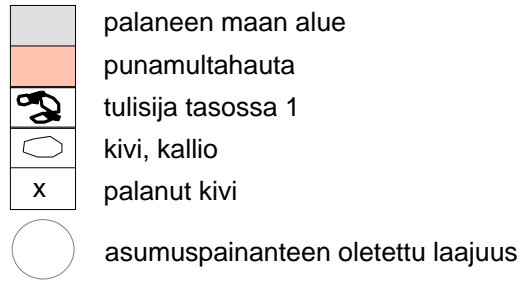 palaneen maan alue
punamultahauta
tulisija tasossa 1
kivi, kallio
x palanut kivi
asumuspainanteen oletettu laajuus